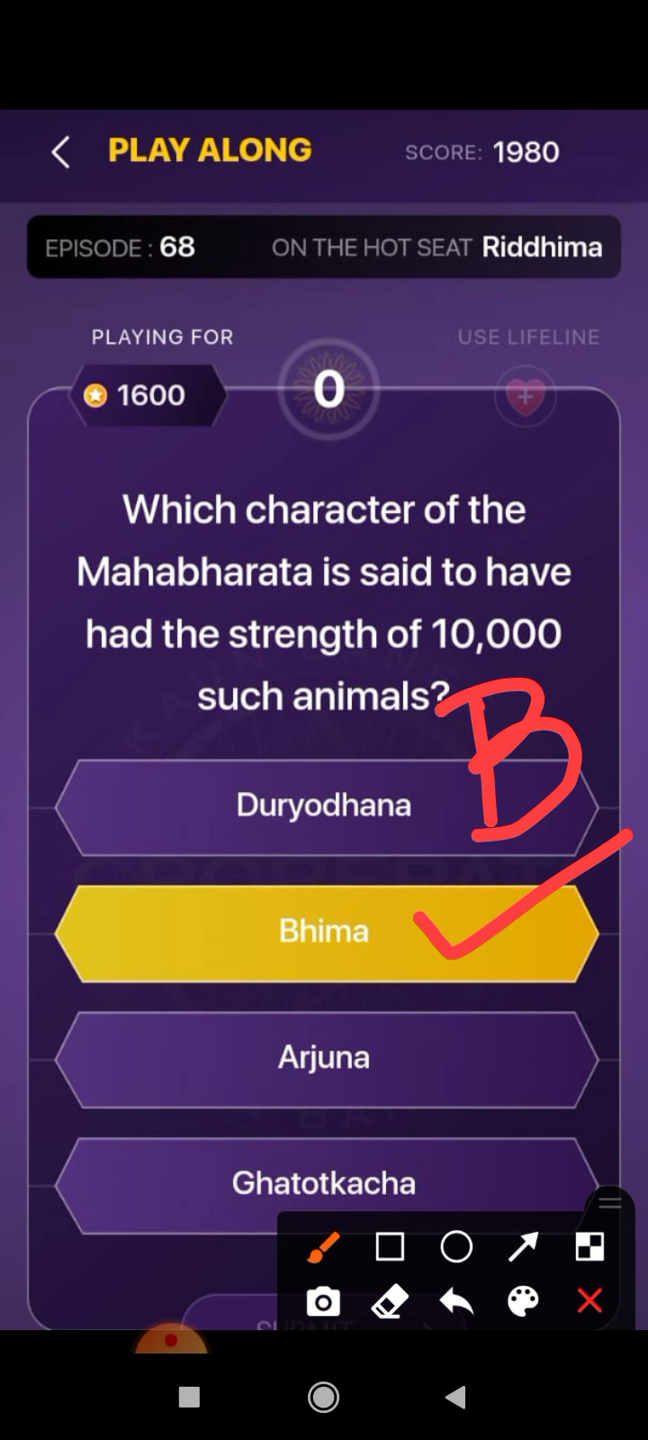 PLAY ALONG
SCORE: 1980
EPISODE : 68
ON THE HOT SEAT Riddhima
PLAYING FOR
USE LIFELINE
1600
0
Which character of the
Mahabharata is said to have
had the strength of 10,000
such animals?
B
Duryodhana
Bhima
Arjuna
Ghatotkacha
SUBMIT